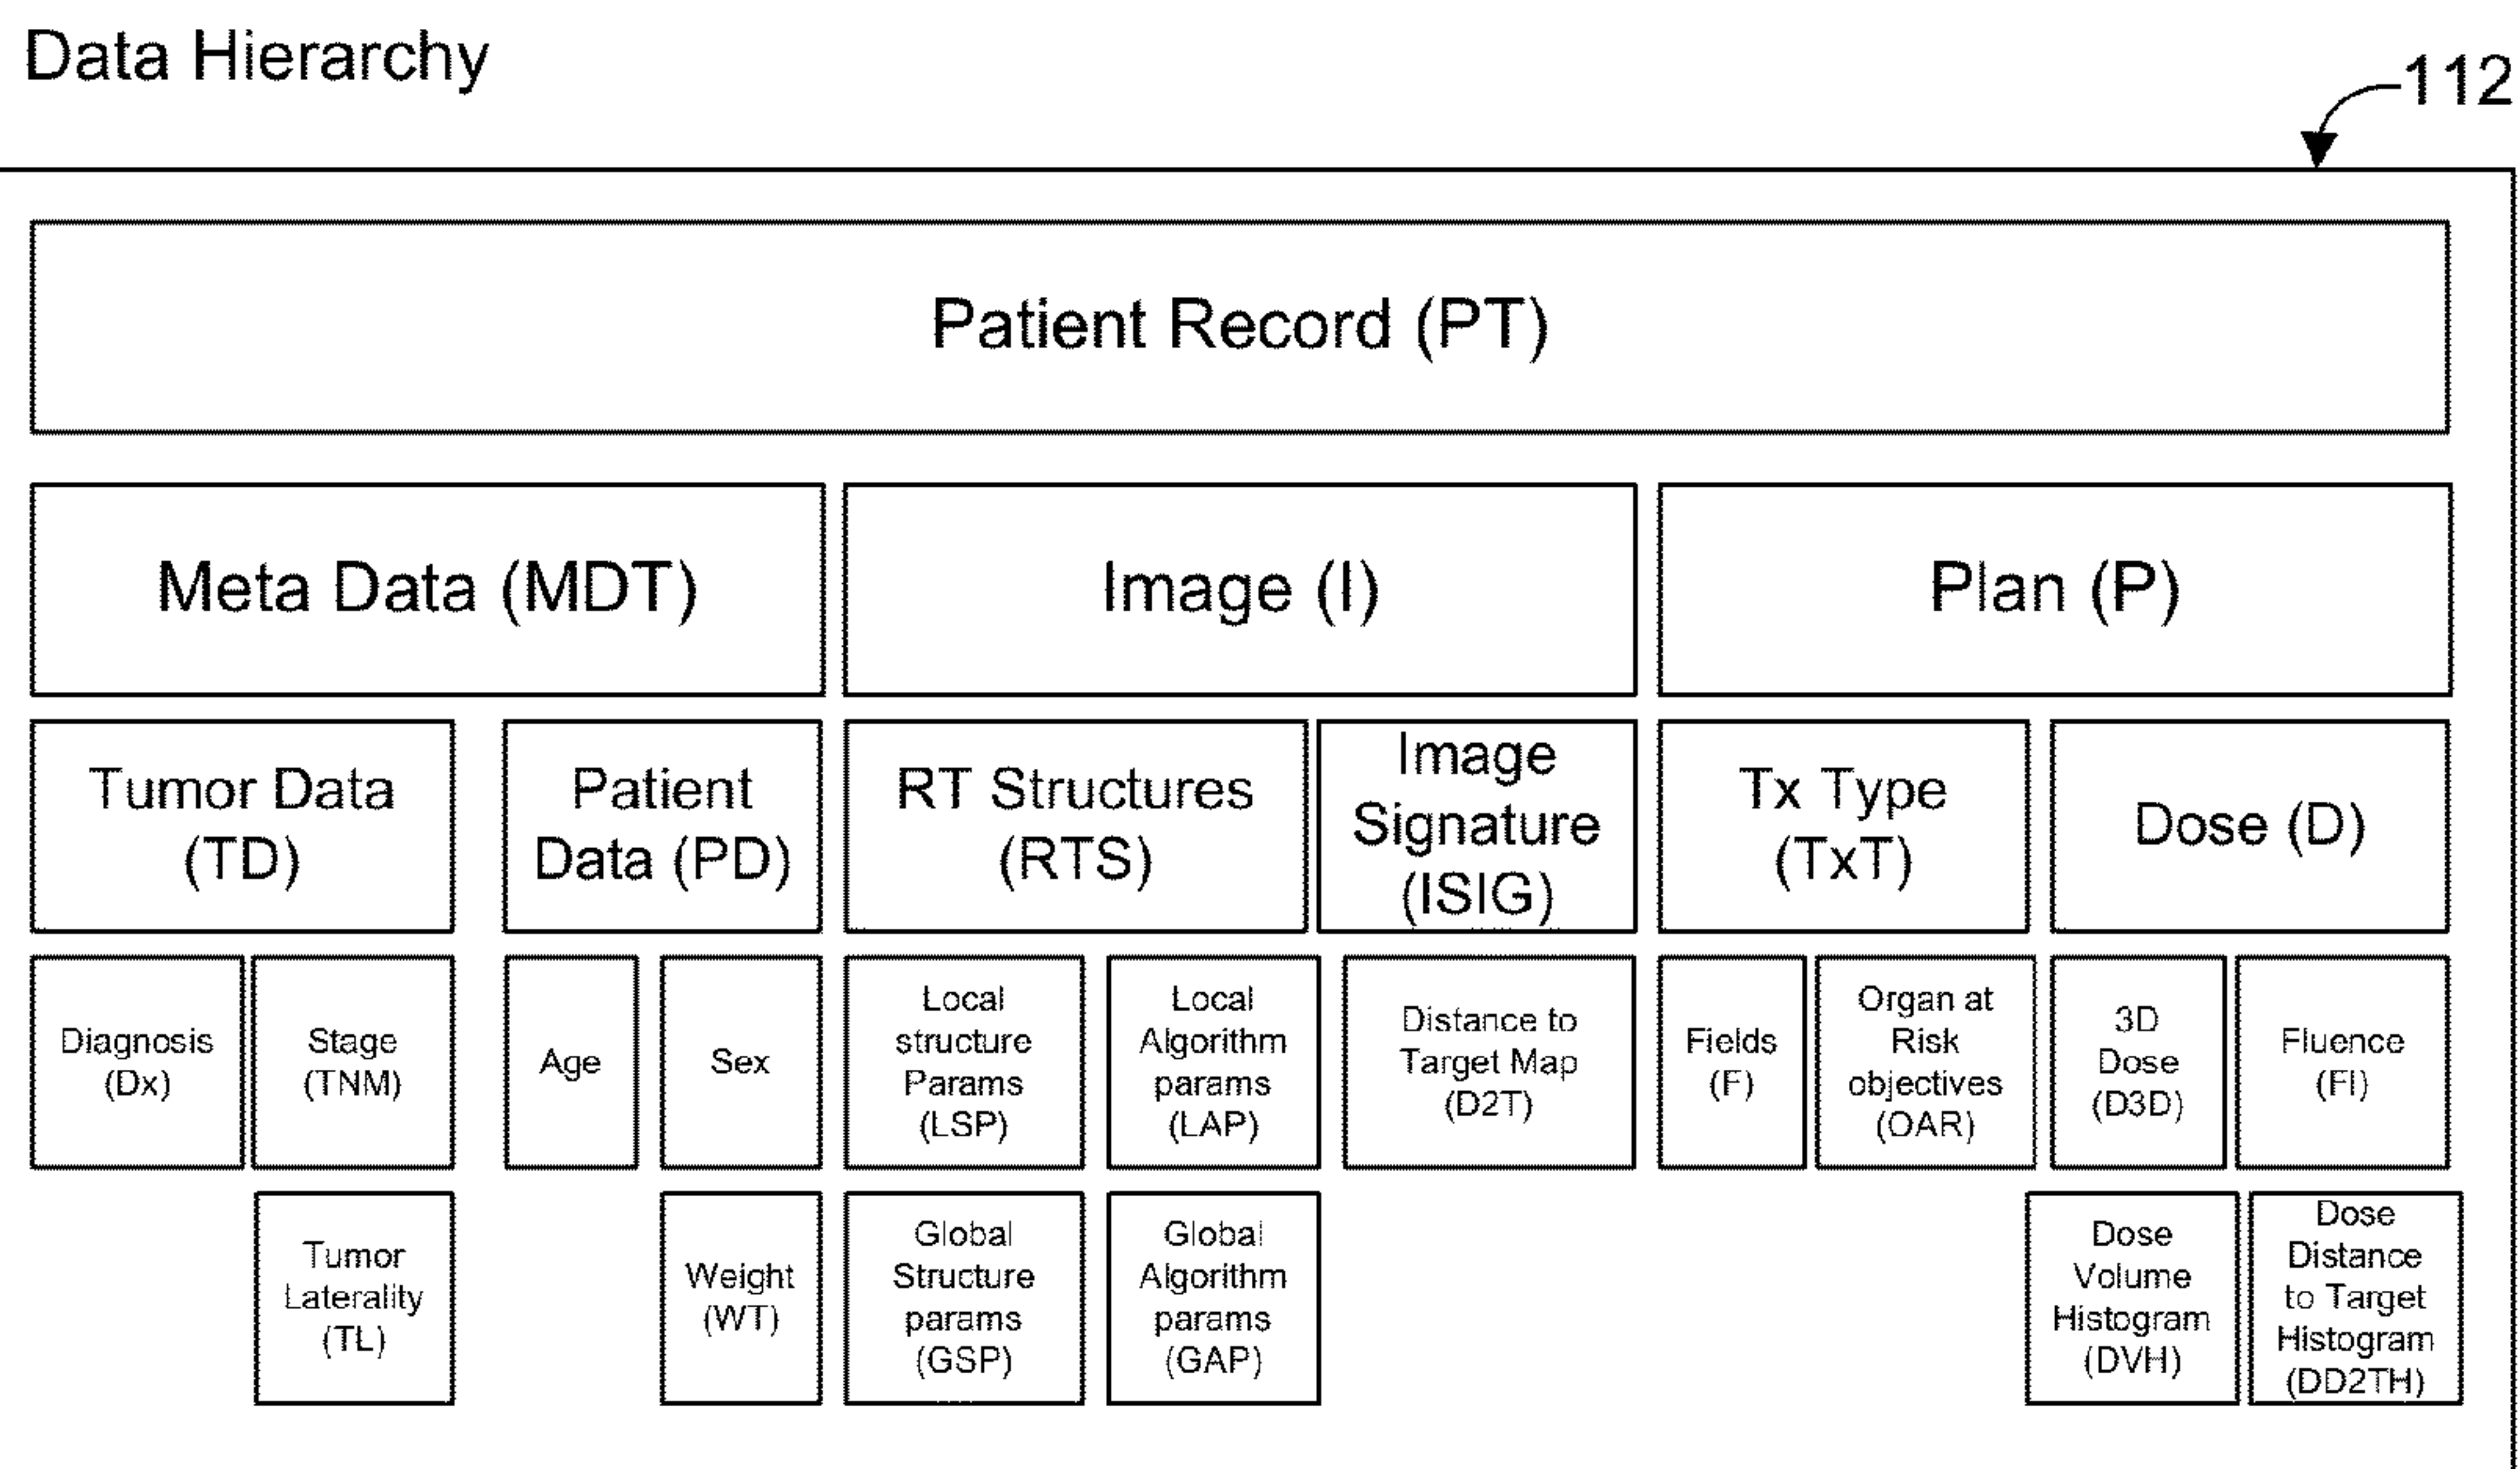 Data Hierarchy
112
Patient Record (PT)
Meta Data (MDT)
Image (I)
Plan (P)
Tumor Data
(TD)
Patient
Data (PD)
RT Structures
(RTS)
Image
Signature
(ISIG)
Tx Type
(TxT)
Dose (D)
Diagnosis
(Dx)
Stage
(TNM)
Age
Sex
Local
structure
Params
(LSP)
Local
Algorithm
params
(LAP)
Distance to
Target Map
(D2T)
Fields
(F)
Organ at
Risk
objectives
(OAR)
3D
Dose
(D3D)
Fluence
(Fl)
Tumor
Laterality
(TL)
Weight
(WT)
Global
Structure
params
(GSP)
Global
Algorithm
params
(GAP)
Dose
Volume
Histogram
(DVH)
Dose
Distance
to Target
Histogram
(DD2TH)